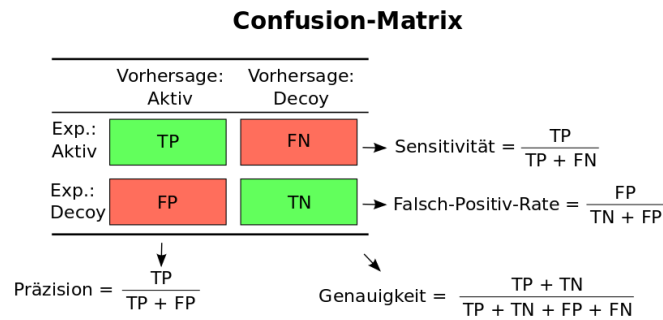 Confusion-Matrix
Vorhersage: Vorhersage:
Aktiv Decoy
Exp.:
Aktiv
TP FN
Sensitivität = TP
TP + FN
Exp.:
Decoy
FP TN
Falsch-Positiv-Rate = FP
TN + FP
Präzision = TP
TP + FP
Genauigkeit = TP + TN
TP + TN + FP + FN